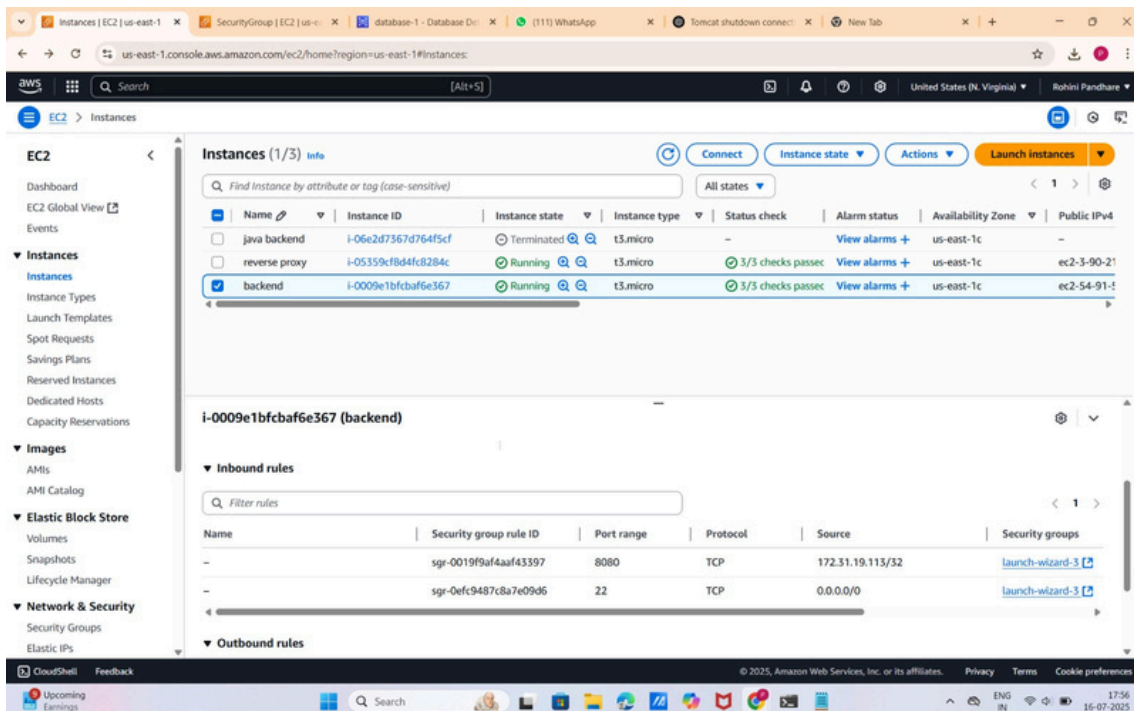 Instances | EC2 | us-east-1
SecurityGroup | EC2 | us-e
database-1 - Database De
(111) WhatsApp
Tomcat shutdown connect
New Tab
us-east-1.console.aws.amazon.com/ec2/home?region=us-east-1#Instances:
aws
Search
[Alt+S]
United States (N. Virginia)
Rohini Pandhare
EC2 > Instances
EC2
Dashboard
EC2 Global View
Events
Instances
Instances
Instance Types
Launch Templates
Spot Requests
Savings Plans
Reserved Instances
Dedicated Hosts
Capacity Reservations
Images
AMIs
AMI Catalog
Elastic Block Store
Volumes
Snapshots
Lifecycle Manager
Network & Security
Security Groups
Elastic IPs
Instances (1/3) Info
Connect
Instance state
Actions
Launch instances
Find Instance by attribute or tag (case-sensitive)
All states
1
Name Instance ID Instance state Instance type Status check Alarm status Availability Zone Public IPv4
java backend i-06e2d7367d764f5cf Terminated t3.micro – View alarms + us-east-1c –
reverse proxy i-05359cf8d4fc8284c Running t3.micro 3/3 checks passec View alarms + us-east-1c ec2-3-90-21
backend i-0009e1bfcbaf6e367 Running t3.micro 3/3 checks passec View alarms + us-east-1c ec2-54-91-5
i-0009e1bfcbaf6e367 (backend)
Inbound rules
Filter rules
1
Name Security group rule ID Port range Protocol Source Security groups
– sgr-0019f9af4aaf43397 8080 TCP 172.31.19.113/32 launch-wizard-3
– sgr-0efc9487c8a7e09d6 22 TCP 0.0.0.0/0 launch-wizard-3
Outbound rules
CloudShell Feedback
© 2025, Amazon Web Services, Inc. or its affiliates. Privacy Terms Cookie preferences
Upcoming
Earnings
Search
ENG
IN
17:56
16-07-2025